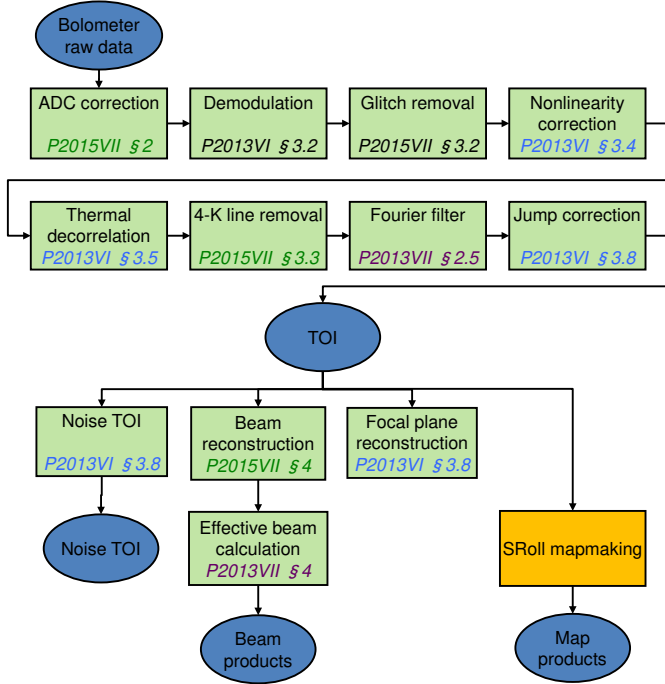 Bolometer
raw data
ADC correction
P2015VII § 2
Demodulation
P2013VI § 3.2
Glitch removal
P2015VII § 3.2
Nonlinearity
correction
P2013VI § 3.4
Thermal
decorrelation
P2013VI § 3.5
4-K line removal
P2015VII § 3.3
Fourier filter
P2013VII § 2.5
Jump correction
P2013VI § 3.8
TOI
Noise TOI
P2013VI § 3.8
Beam
reconstruction
P2015VII § 4
Focal plane
reconstruction
P2013VI § 3.8
Noise TOI
Effective beam
calculation
P2013VII § 4
SRoll mapmaking
Beam
products
Map
products